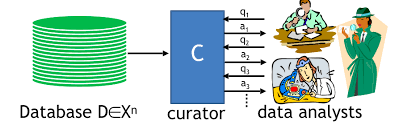 q₁
a₁
C
q₂
a₂
q₃
a₃
Database D∈Xⁿ
curator
data analysts